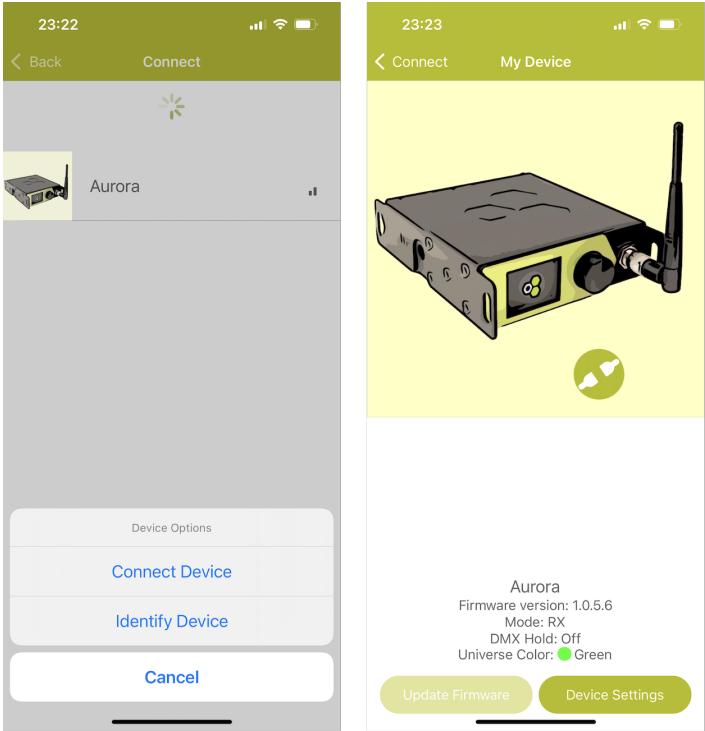 23:22
Back
Connect
Aurora
Device Options
Connect Device
Identify Device
Cancel
23:23
Connect
My Device
Aurora
Firmware version: 1.0.5.6
Mode: RX
DMX Hold: Off
Universe Color: Green
Update Firmware
Device Settings